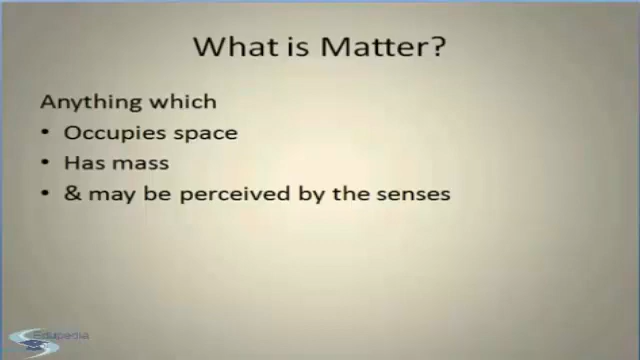 What is Matter?
Anything which
• Occupies space
• Has mass
• & may be perceived by the senses
Edupedia